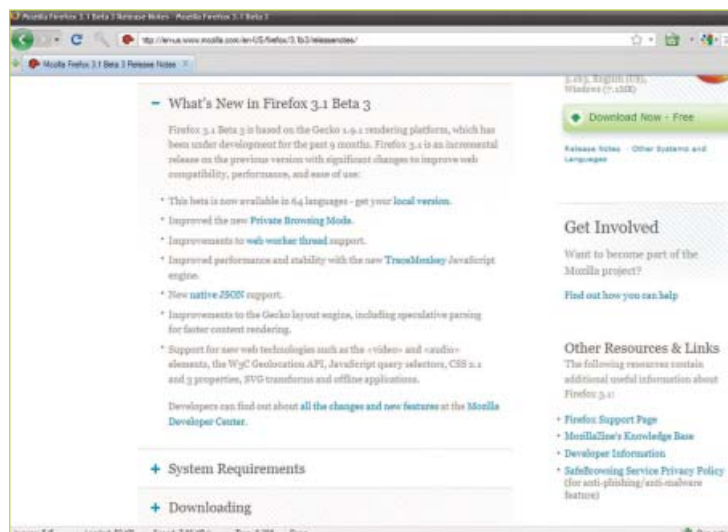 Mozilla Firefox 3.1 Beta 3 Release Notes - Mozilla Firefox 3.1 Beta 3
Mozilla Firefox 3.1 Beta 3 Release Notes
What's New in Firefox 3.1 Beta 3
Firefox 3.1 Beta 3 is based on the Gecko 1.9.1 rendering platform, which has
been under development for the past 9 months. Firefox 3.1 is an incremental
release on the previous version with significant changes to improve web
compatibility, performance, and ease of use:
This beta is now available in 64 languages - get your local version.
Improved the new Private Browsing Mode.
Improvements to web worker thread support.
Improved performance and stability with the new TraceMonkey JavaScript
engine.
New native JSON support.
Improvements to the Gecko layout engine, including speculative parsing
for faster content rendering.
Support for new web technologies such as the <video> and <audio>
elements, the W3C Geolocation API, JavaScript query selectors, CSS 2.1
and 3 properties, SVG transforms and offline applications.
Developers can find out about all the changes and new features at the Mozilla
Developer Center.
+ System Requirements
+ Downloading
English (US),
Windows (7.1MB)
Download Now - Free
Release Notes - Other Systems and
Languages
Get Involved
Want to become part of the
Mozilla project?
Find out how you can help
Other Resources & Links
The following resources contain
additional useful information about
Firefox 3.1:
Firefox Support Page
MozillaZine's Knowledge Base
Developer Information
SafeBrowsing Service Privacy Policy
(for anti-phishing/anti-malware
feature)